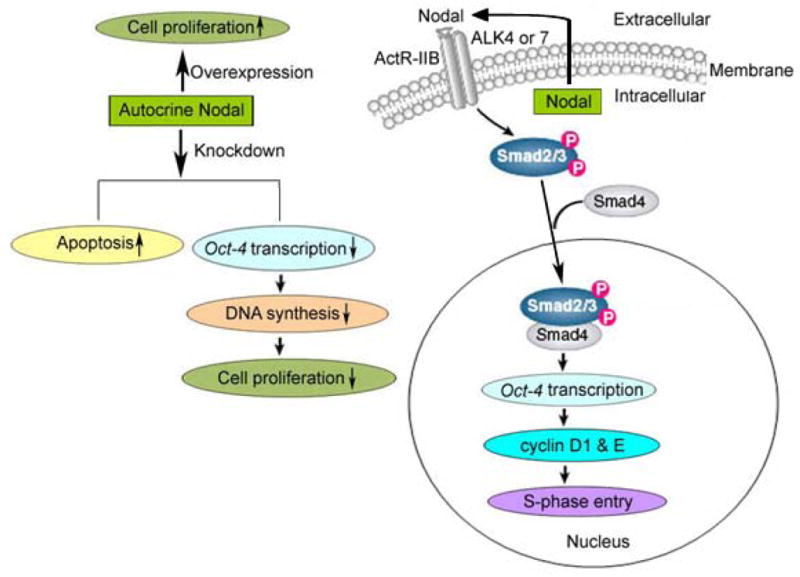 Cell proliferation↑
Overexpression
Autocrine Nodal
Knockdown
Apoptosis↑
Oct-4 transcription↓
DNA synthesis↓
Cell proliferation↓
Nodal
Extracellular
ALK4 or 7
ActR-IIB
Membrane
Nodal
Intracellular
P
Smad2/3
P
Smad4
P
Smad2/3
P
Smad4
Oct-4 transcription
cyclin D1 & E
S-phase entry
Nucleus